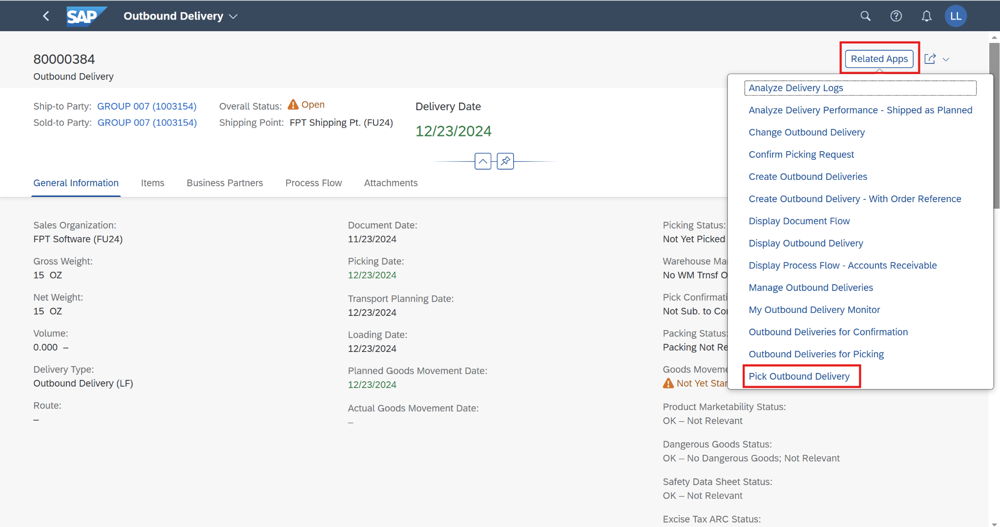 SAP Outbound Delivery
LL
80000384
Outbound Delivery
Related Apps
Ship-to Party: GROUP 007 (1003154)
Sold-to Party: GROUP 007 (1003154)
Overall Status: Open
Shipping Point: FPT Shipping Pt. (FU24)
Delivery Date
12/23/2024
Analyze Delivery Logs
Analyze Delivery Performance - Shipped as Planned
Change Outbound Delivery
Confirm Picking Request
Create Outbound Deliveries
Create Outbound Delivery - With Order Reference
Display Document Flow
Display Outbound Delivery
Display Process Flow - Accounts Receivable
Manage Outbound Deliveries
My Outbound Delivery Monitor
Outbound Deliveries for Confirmation
Outbound Deliveries for Picking
Pick Outbound Delivery
General Information Items Business Partners Process Flow Attachments
Sales Organization:
FPT Software (FU24)
Gross Weight:
15 OZ
Net Weight:
15 OZ
Volume:
0.000 –
Delivery Type:
Outbound Delivery (LF)
Route:
–
Document Date:
11/23/2024
Picking Date:
12/23/2024
Transport Planning Date:
12/23/2024
Loading Date:
12/23/2024
Planned Goods Movement Date:
12/23/2024
Actual Goods Movement Date:
–
Picking Status:
Not Yet Picked
Warehouse Ma
No WM Trnsf O
Pick Confirmati
Not Sub. to Co
Packing Status:
Packing Not Re
Goods Moveme
Not Yet Star
Product Marketability Status:
OK – Not Relevant
Dangerous Goods Status:
OK – No Dangerous Goods; Not Relevant
Safety Data Sheet Status:
OK – Not Relevant
Excise Tax ARC Status: